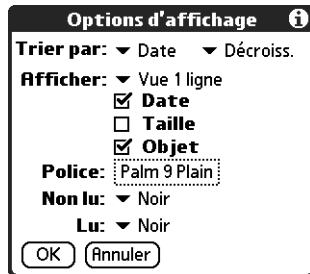 Options d'affichage
Trier par: Date Décroiss.
Afficher: Vue 1 ligne
Date
Taille
Objet
Police: Palm 9 Plain
Non lu: Noir
Lu: Noir
OK Annuler